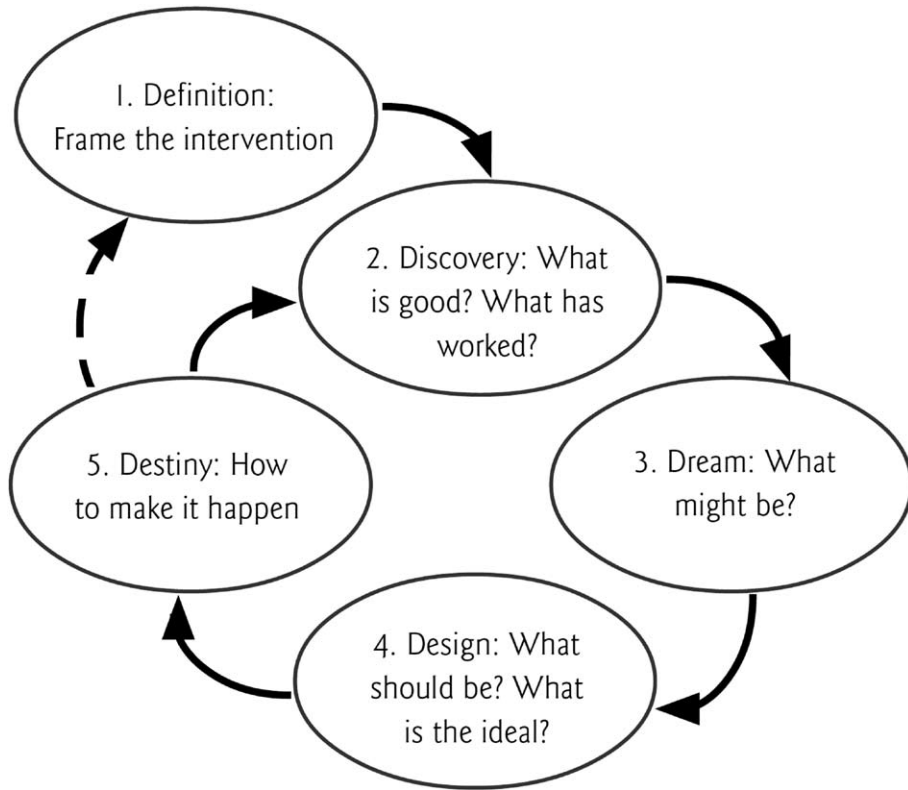 1. Definition:
Frame the intervention
2. Discovery: What
is good? What has
worked?
3. Dream: What
might be?
4. Design: What
should be? What
is the ideal?
5. Destiny: How
to make it happen